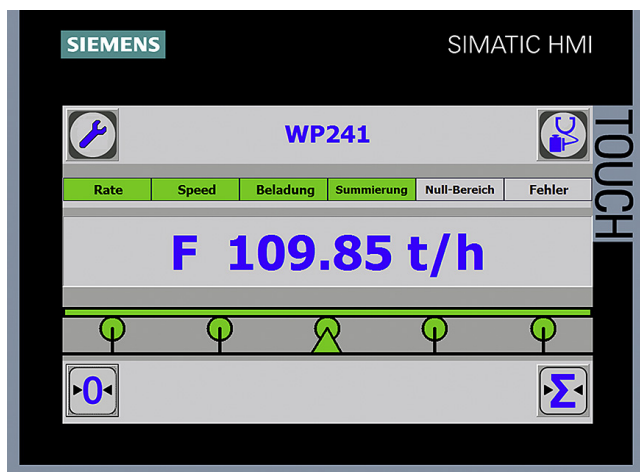 SIEMENS
SIMATIC HMI
TOUCH
WP241
Rate Speed Beladung Summierung Null-Bereich Fehler
F 109.85 t/h
0
Σ